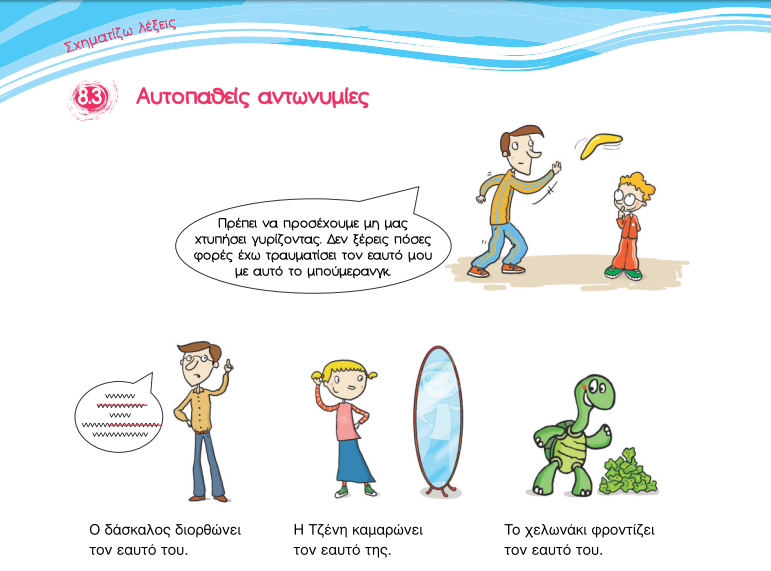 Σχηματίζω λέξεις
8.3 Αυτοπαθείς αντωνυμίες
Πρέπει να προσέχουμε μη μας
χτυπήσει γυρίζοντας. Δεν ξέρεις πόσες
φορές έχω τραυματίσει τον εαυτό μου
με αυτό το μπούμερανγκ.
Ο δάσκαλος διορθώνει
τον εαυτό του.
Η Τζένη καμαρώνει
τον εαυτό της.
Το χελωνάκι φροντίζει
τον εαυτό του.